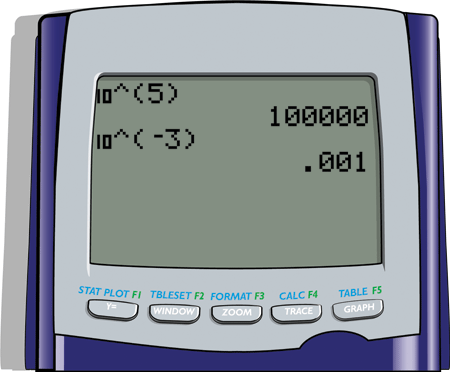 10^(5)
100000
10^(-3)
.001
STAT PLOT F1 TBLESET F2 FORMAT F3 CALC F4 TABLE F5
Y= WINDOW ZOOM TRACE GRAPH